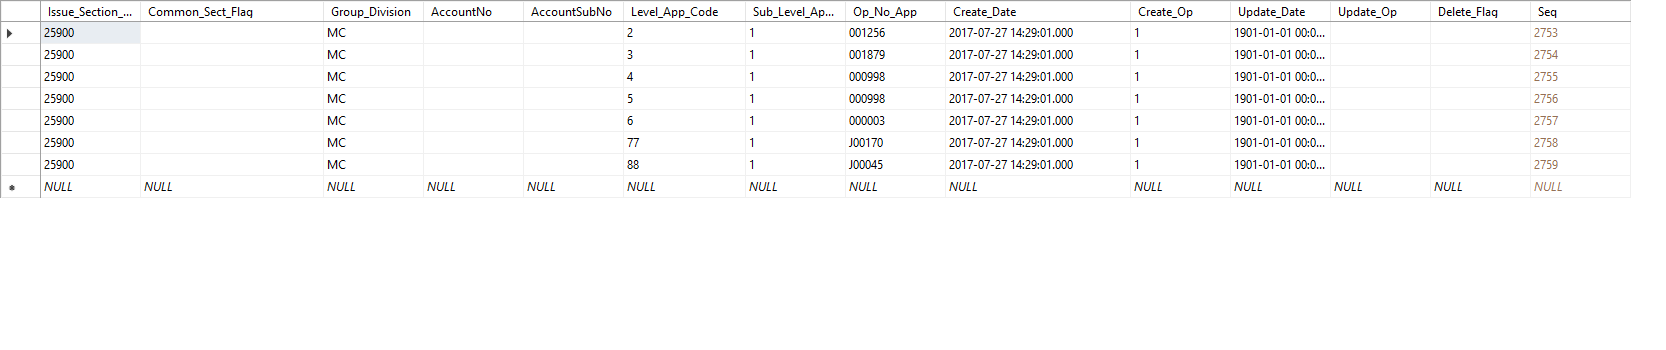 Issue_Section_... Common_Sect_Flag Group_Division AccountNo AccountSubNo Level_App_Code Sub_Level_Ap... Op_No_App Create_Date Create_Op Update_Date Update_Op Delete_Flag Seq
25900 MC 2 1 001256 2017-07-27 14:29:01.000 1 1901-01-01 00:0... 2753
25900 MC 3 1 001879 2017-07-27 14:29:01.000 1 1901-01-01 00:0... 2754
25900 MC 4 1 000998 2017-07-27 14:29:01.000 1 1901-01-01 00:0... 2755
25900 MC 5 1 000998 2017-07-27 14:29:01.000 1 1901-01-01 00:0... 2756
25900 MC 6 1 000003 2017-07-27 14:29:01.000 1 1901-01-01 00:0... 2757
25900 MC 77 1 J00170 2017-07-27 14:29:01.000 1 1901-01-01 00:0... 2758
25900 MC 88 1 J00045 2017-07-27 14:29:01.000 1 1901-01-01 00:0... 2759
NULL NULL NULL NULL NULL NULL NULL NULL NULL NULL NULL NULL NULL NULL